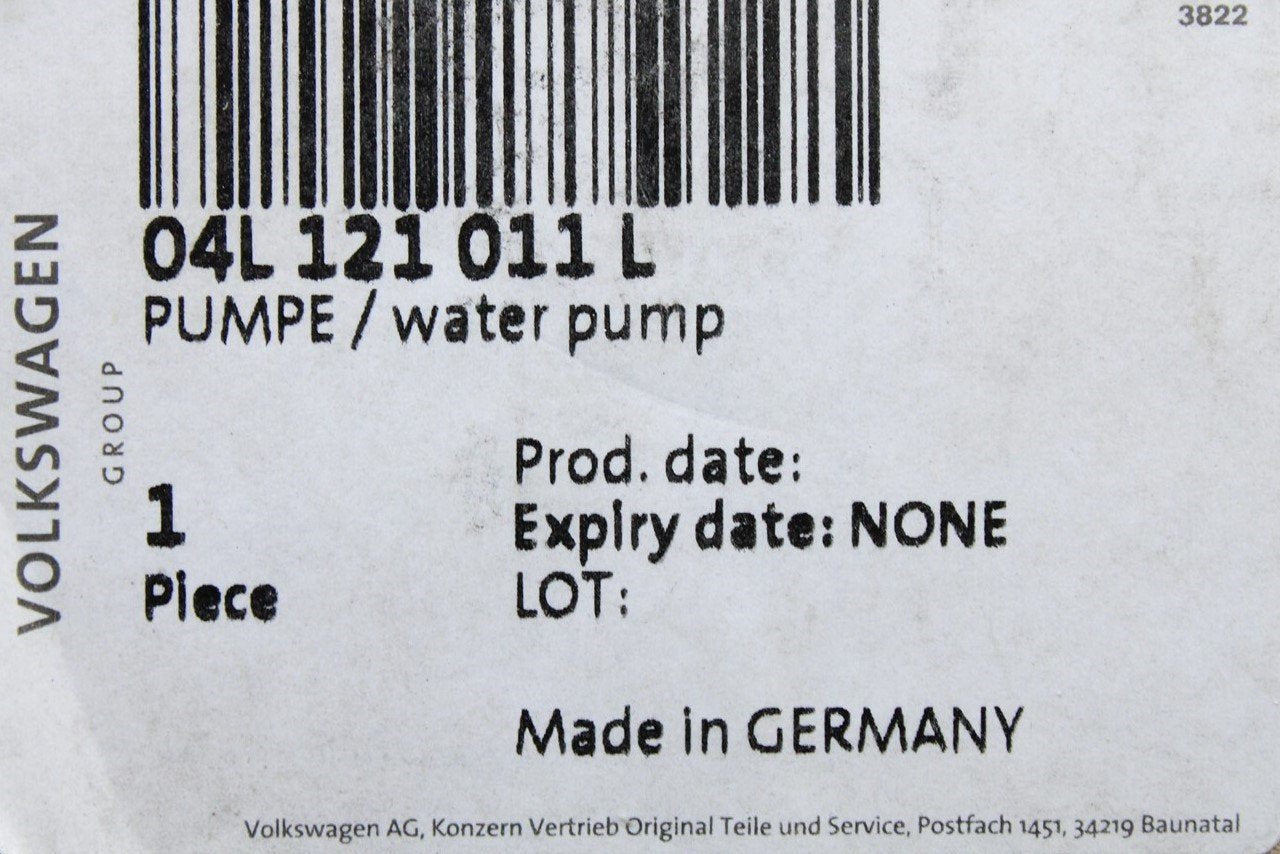 3822
04L 121 011 L
PUMPE / water pump
VOLKSWAGEN
GROUP
1
Piece
Prod. date:
Expiry date: NONE
LOT:
Made in GERMANY
Volkswagen AG, Konzern Vertrieb Original Teile und Service, Postfach 1451, 34219 Baunatal